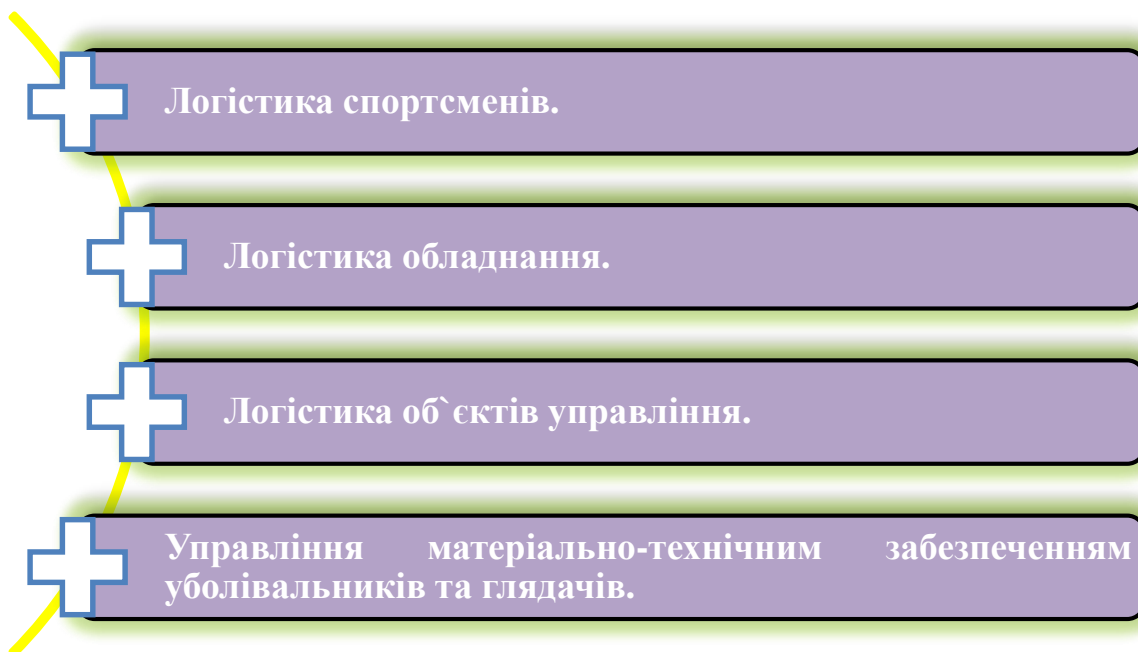 Логістика спортсменів.
Логістика обладнання.
Логістика об`єктів управління.
Управління матеріально-технічним забезпеченням
уболівальників та глядачів.